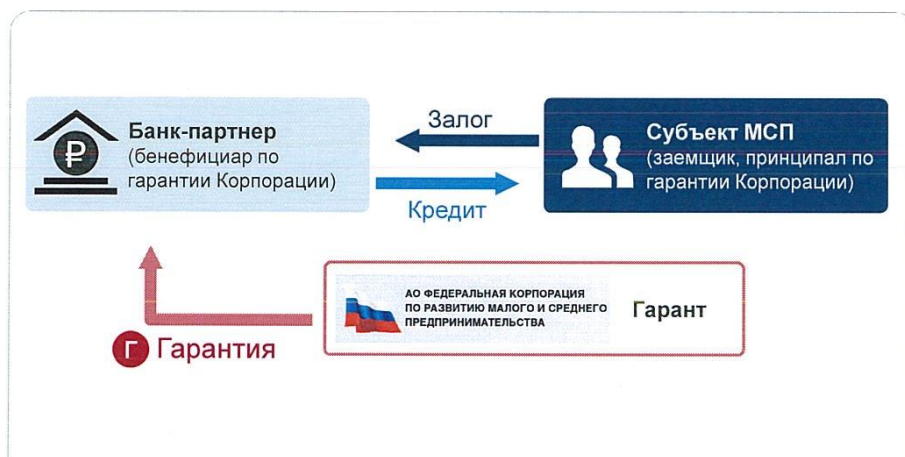 Банк-партнер
(бенефициар по
гарантии Корпорации)
Залог
Кредит
Субъект МСП
(заемщик, принципал по
гарантии Корпорации)
АО ФЕДЕРАЛЬНАЯ КОРПОРАЦИЯ
ПО РАЗВИТИЮ МАЛОГО И СРЕДНЕГО
ПРЕДПРИНИМАТЕЛЬСТВА
Гарант
Г Гарантия